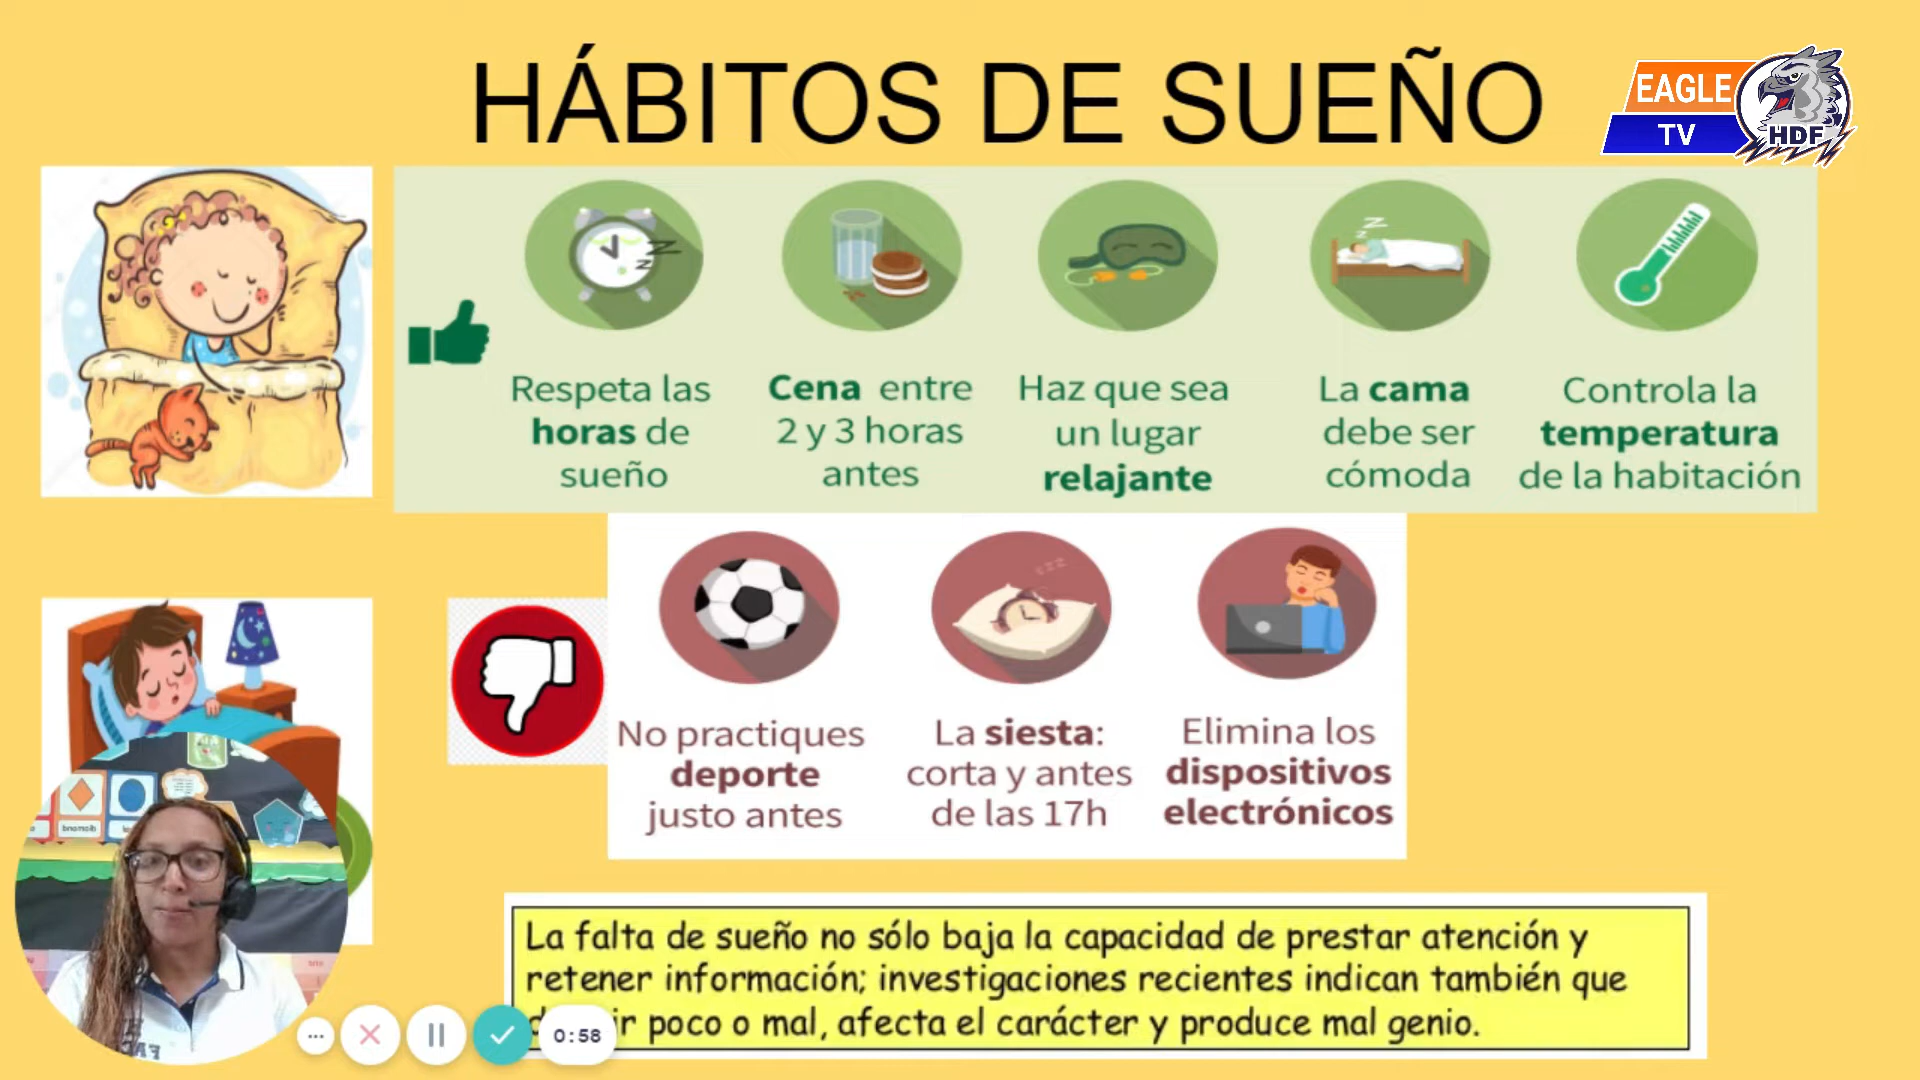 HÁBITOS DE SUEÑO
EAGLE
TV
HDF
Respeta las
horas de
sueño
Cena entre
2 y 3 horas
antes
Haz que sea
un lugar
relajante
La cama
debe ser
cómoda
Controla la
temperatura
de la habitación
No practiques
deporte
justo antes
La siesta:
corta y antes
de las 17h
Elimina los
dispositivos
electrónicos
La falta de sueño no sólo baja la capacidad de prestar atención y
retener información; investigaciones recientes indican también que
poco o mal, afecta el carácter y produce mal genio.
0:58